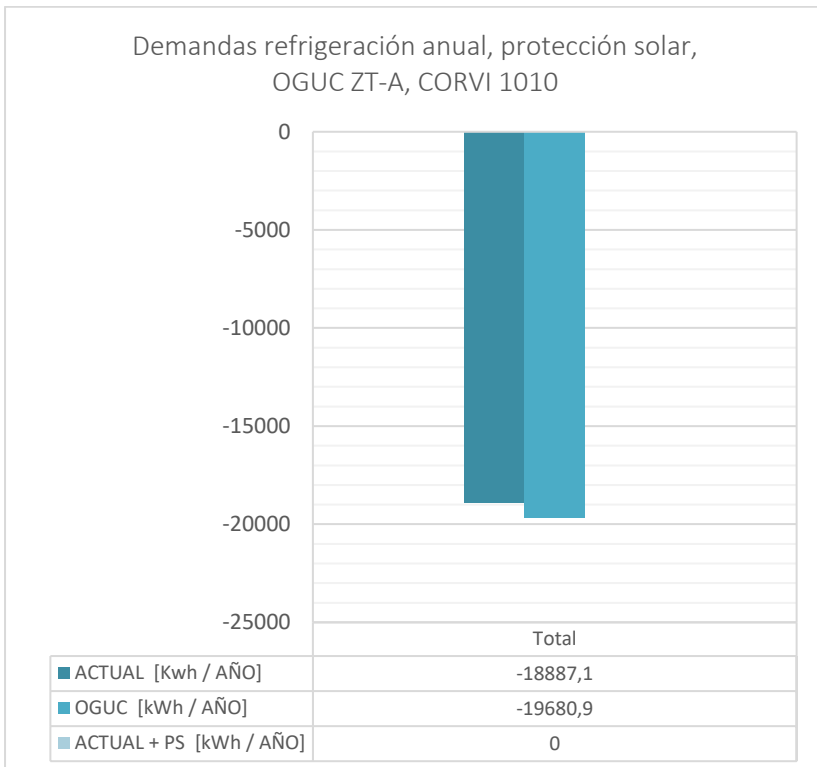 Demandas refrigeración anual, protección solar,
OGUC ZT-A, CORVI 1010
0
-5000
-10000
-15000
-20000
-25000
Total
ACTUAL [Kwh / AÑO] -18887,1
OGUC [kWh / AÑO] -19680,9
ACTUAL + PS [kWh / AÑO] 0